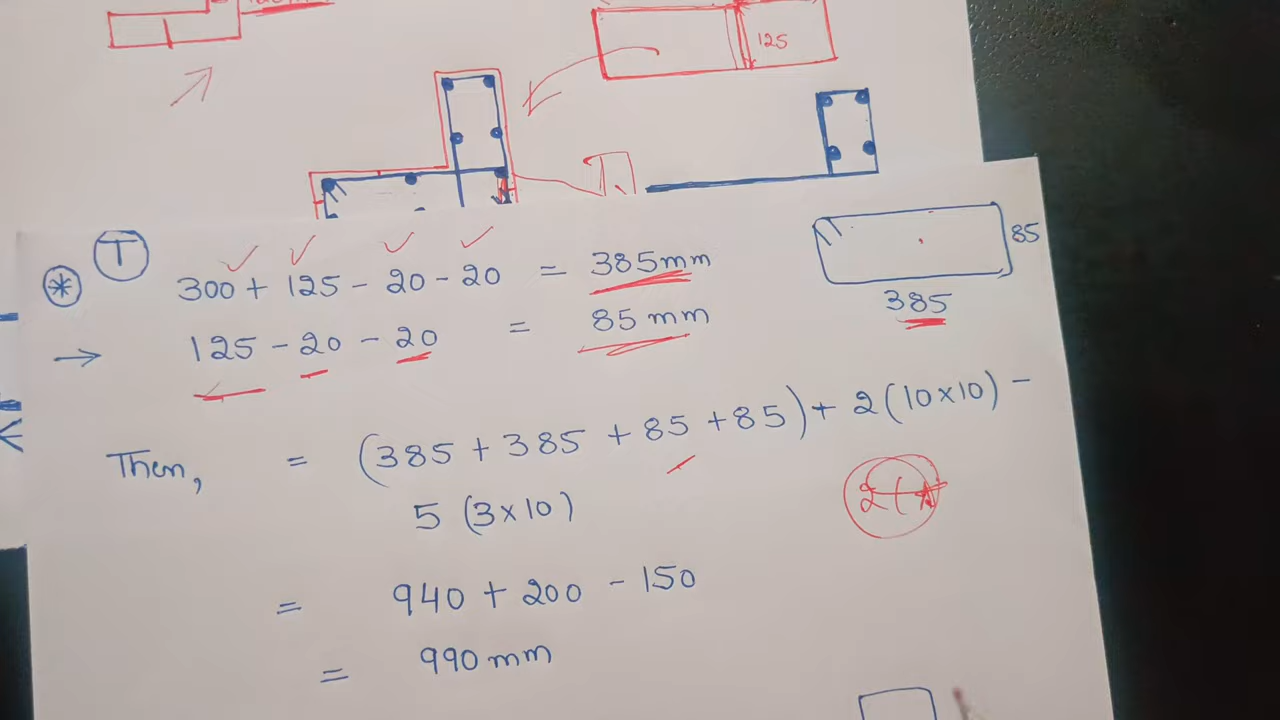 125
T
300 + 125 - 20 - 20 = 385mm
→ 125 - 20 - 20 = 85 mm
85
385
Then, = (385 + 385 + 85 + 85) + 2 (10 x 10) -
5 (3 x 10)
= 940 + 200 - 150
= 990 mm